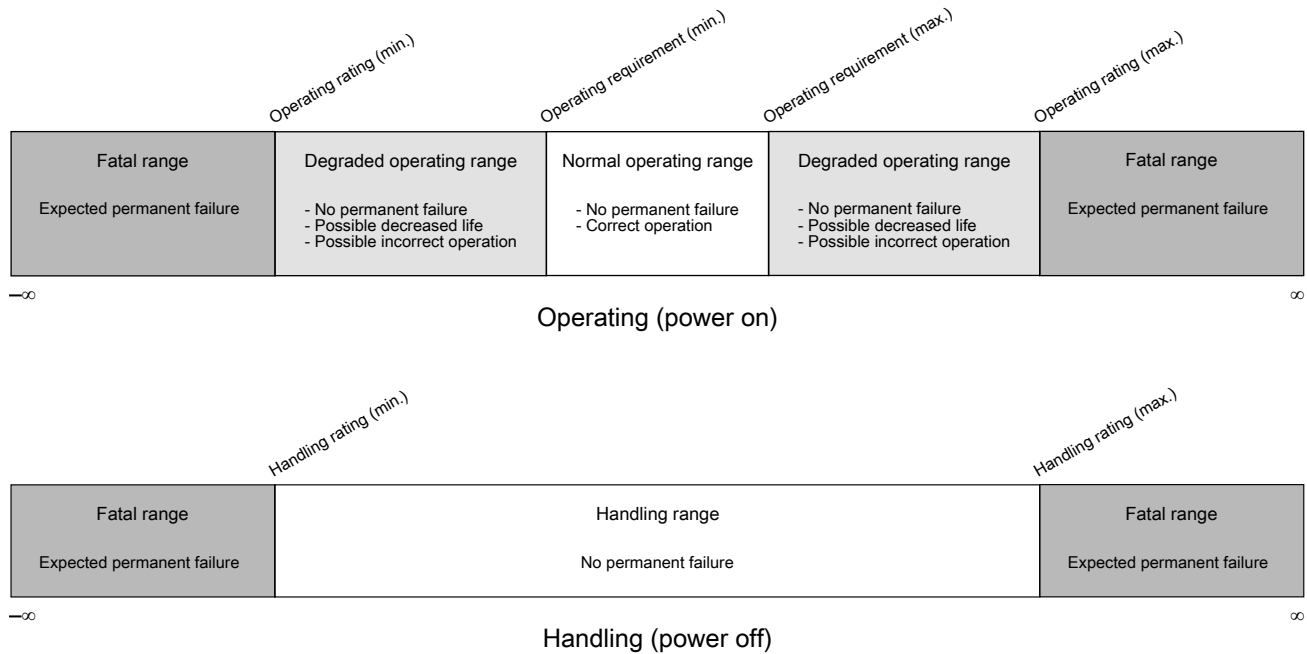 Operating rating (min.)
Operating requirement (min.)
Operating requirement (max.)
Operating rating (max.)
Fatal range
Expected permanent failure
Degraded operating range
- No permanent failure
- Possible decreased life
- Possible incorrect operation
Normal operating range
- No permanent failure
- Correct operation
Degraded operating range
- No permanent failure
- Possible decreased life
- Possible incorrect operation
Fatal range
Expected permanent failure
–∞
∞
Operating (power on)
Handling rating (min.)
Handling rating (max.)
Fatal range
Expected permanent failure
Handling range
No permanent failure
Fatal range
Expected permanent failure
–∞
∞
Handling (power off)